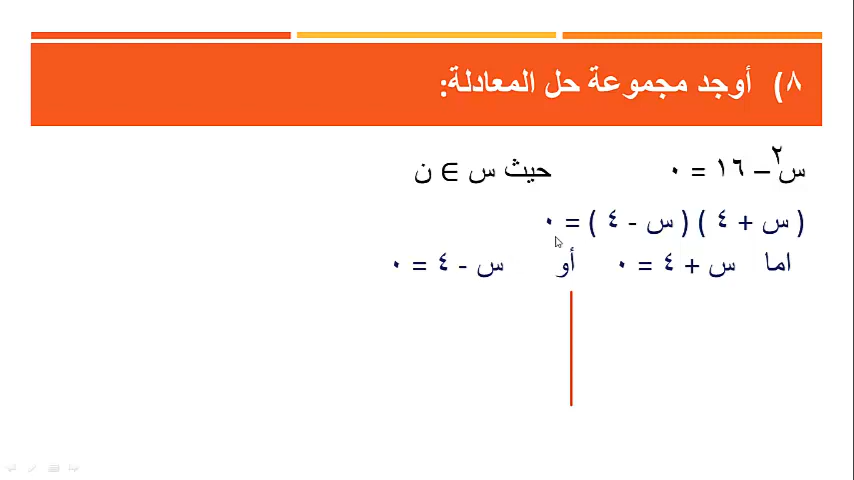 ٨) أوجد مجموعة حل المعادلة:
س٢ – ١٦ = ٠ حيث س ∈ ن
( س + ٤ ) ( س - ٤ ) = ٠
اما س + ٤ = ٠ أو س - ٤ = ٠